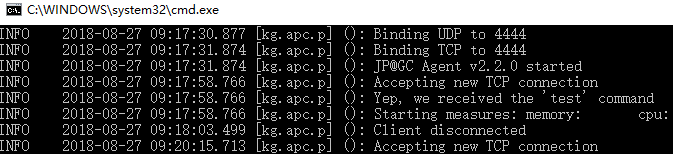 C:\WINDOWS\system32\cmd.exe
INFO 2018-08-27 09:17:30.877 [kg.apc.p] (): Binding UDP to 4444
INFO 2018-08-27 09:17:31.874 [kg.apc.p] (): Binding TCP to 4444
INFO 2018-08-27 09:17:31.874 [kg.apc.p] (): JP@GC Agent v2.2.0 started
INFO 2018-08-27 09:17:58.766 [kg.apc.p] (): Accepting new TCP connection
INFO 2018-08-27 09:17:58.766 [kg.apc.p] (): Yep, we received the 'test' command
INFO 2018-08-27 09:17:58.766 [kg.apc.p] (): Starting measures: memory: cpu:
INFO 2018-08-27 09:18:03.499 [kg.apc.p] (): Client disconnected
INFO 2018-08-27 09:20:15.713 [kg.apc.p] (): Accepting new TCP connection